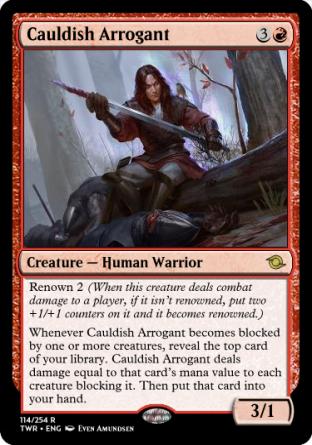 Cauldish Arrogant 3
Creature — Human Warrior
Renown 2 (When this creature deals combat
damage to a player, if it isn't renowned, put two
+1/+1 counters on it and it becomes renowned.)
Whenever Cauldish Arrogant becomes blocked
by one or more creatures, reveal the top card
of your library. Cauldish Arrogant deals
damage equal to that card's mana value to each
creature blocking it. Then put that card into
your hand.
3/1
114/254 R
TWR • ENG Even Amundsen